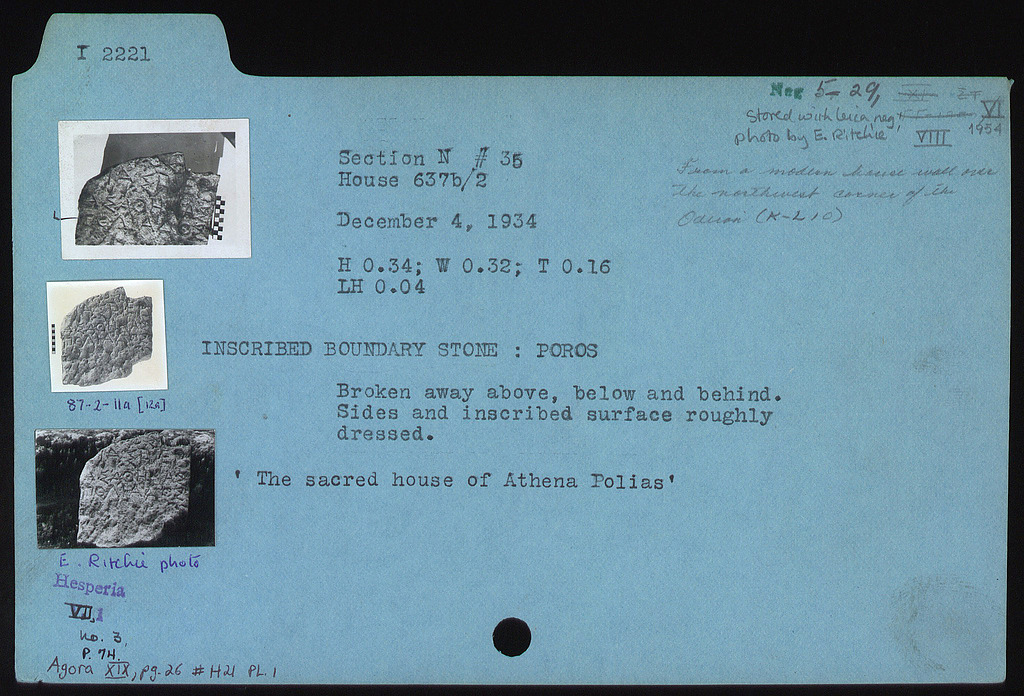 I 2221
Neg 5-29,
VI
stored with leica neg's,
photo by E. Ritchie
VIII 1954
Section N # 35
House 637b/2
From a modern house wall over
the northwest corner of the
Odeion (K-L 10)
December 4, 1934
H 0.34; W 0.32; T 0.16
LH 0.04
INSCRIBED BOUNDARY STONE : POROS
87-2-11a [12a]
Broken away above, below and behind.
Sides and inscribed surface roughly
dressed.
' The sacred house of Athena Polias'
E. Ritchie photo
Hesperia
VII,1
no. 3,
P. 74.
Agora XIX, pg. 26 # H21 PL. 1